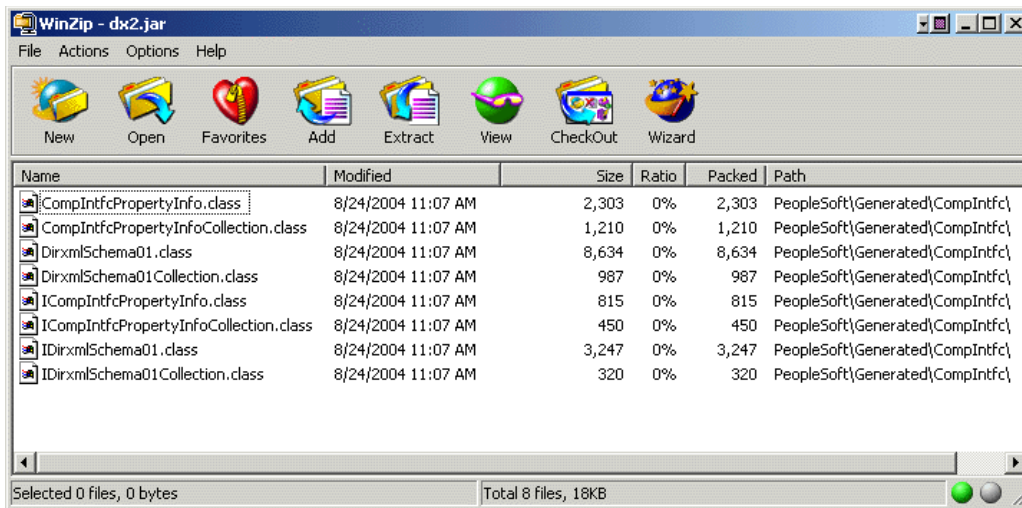 WinZip - dx2.jar
File Actions Options Help
New Open Favorites Add Extract View CheckOut Wizard
Name Modified Size Ratio Packed Path
CompIntfcPropertyInfo.class 8/24/2004 11:07 AM 2,303 0% 2,303 PeopleSoft\Generated\CompIntfc\
CompIntfcPropertyInfoCollection.class 8/24/2004 11:07 AM 1,210 0% 1,210 PeopleSoft\Generated\CompIntfc\
DirxmlSchema01.class 8/24/2004 11:07 AM 8,634 0% 8,634 PeopleSoft\Generated\CompIntfc\
DirxmlSchema01Collection.class 8/24/2004 11:07 AM 987 0% 987 PeopleSoft\Generated\CompIntfc\
ICompIntfcPropertyInfo.class 8/24/2004 11:07 AM 815 0% 815 PeopleSoft\Generated\CompIntfc\
ICompIntfcPropertyInfoCollection.class 8/24/2004 11:07 AM 450 0% 450 PeopleSoft\Generated\CompIntfc\
IDirxmlSchema01.class 8/24/2004 11:07 AM 3,247 0% 3,247 PeopleSoft\Generated\CompIntfc\
IDirxmlSchema01Collection.class 8/24/2004 11:07 AM 320 0% 320 PeopleSoft\Generated\CompIntfc\
Selected 0 files, 0 bytes Total 8 files, 18KB